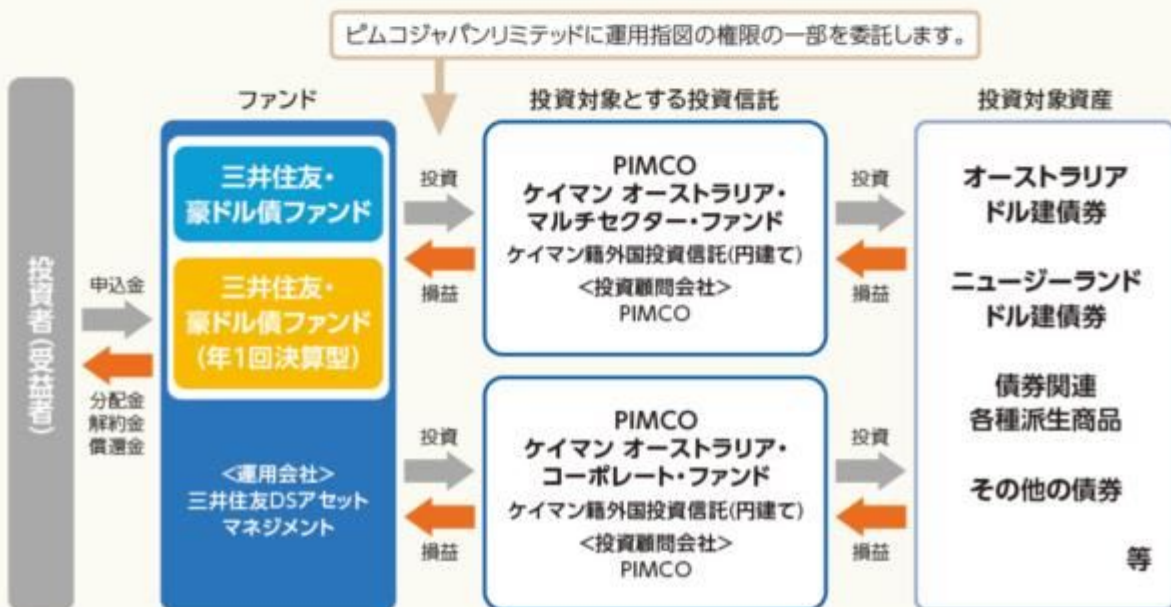 ピムコジャパンリミテッドに運用指図の権限の一部を委託します。
ファンド
投資対象とする投資信託
投資対象資産
投資者(受益者)
申込金
分配金
解約金
償還金
三井住友・
豪ドル債ファンド
三井住友・
豪ドル債ファンド
(年1回決算型)
<運用会社>
三井住友DSアセット
マネジメント
投資
損益
PIMCO
ケイマン オーストラリア・
マルチセクター・ファンド
ケイマン籍外国投資信託(円建て)
<投資顧問会社>
PIMCO
投資
損益
投資
損益
PIMCO
ケイマン オーストラリア・
コーポレート・ファンド
ケイマン籍外国投資信託(円建て)
<投資顧問会社>
PIMCO
投資
損益
オーストラリア
ドル建債券
ニュージーランド
ドル建債券
債券関連
各種派生商品
その他の債券
等